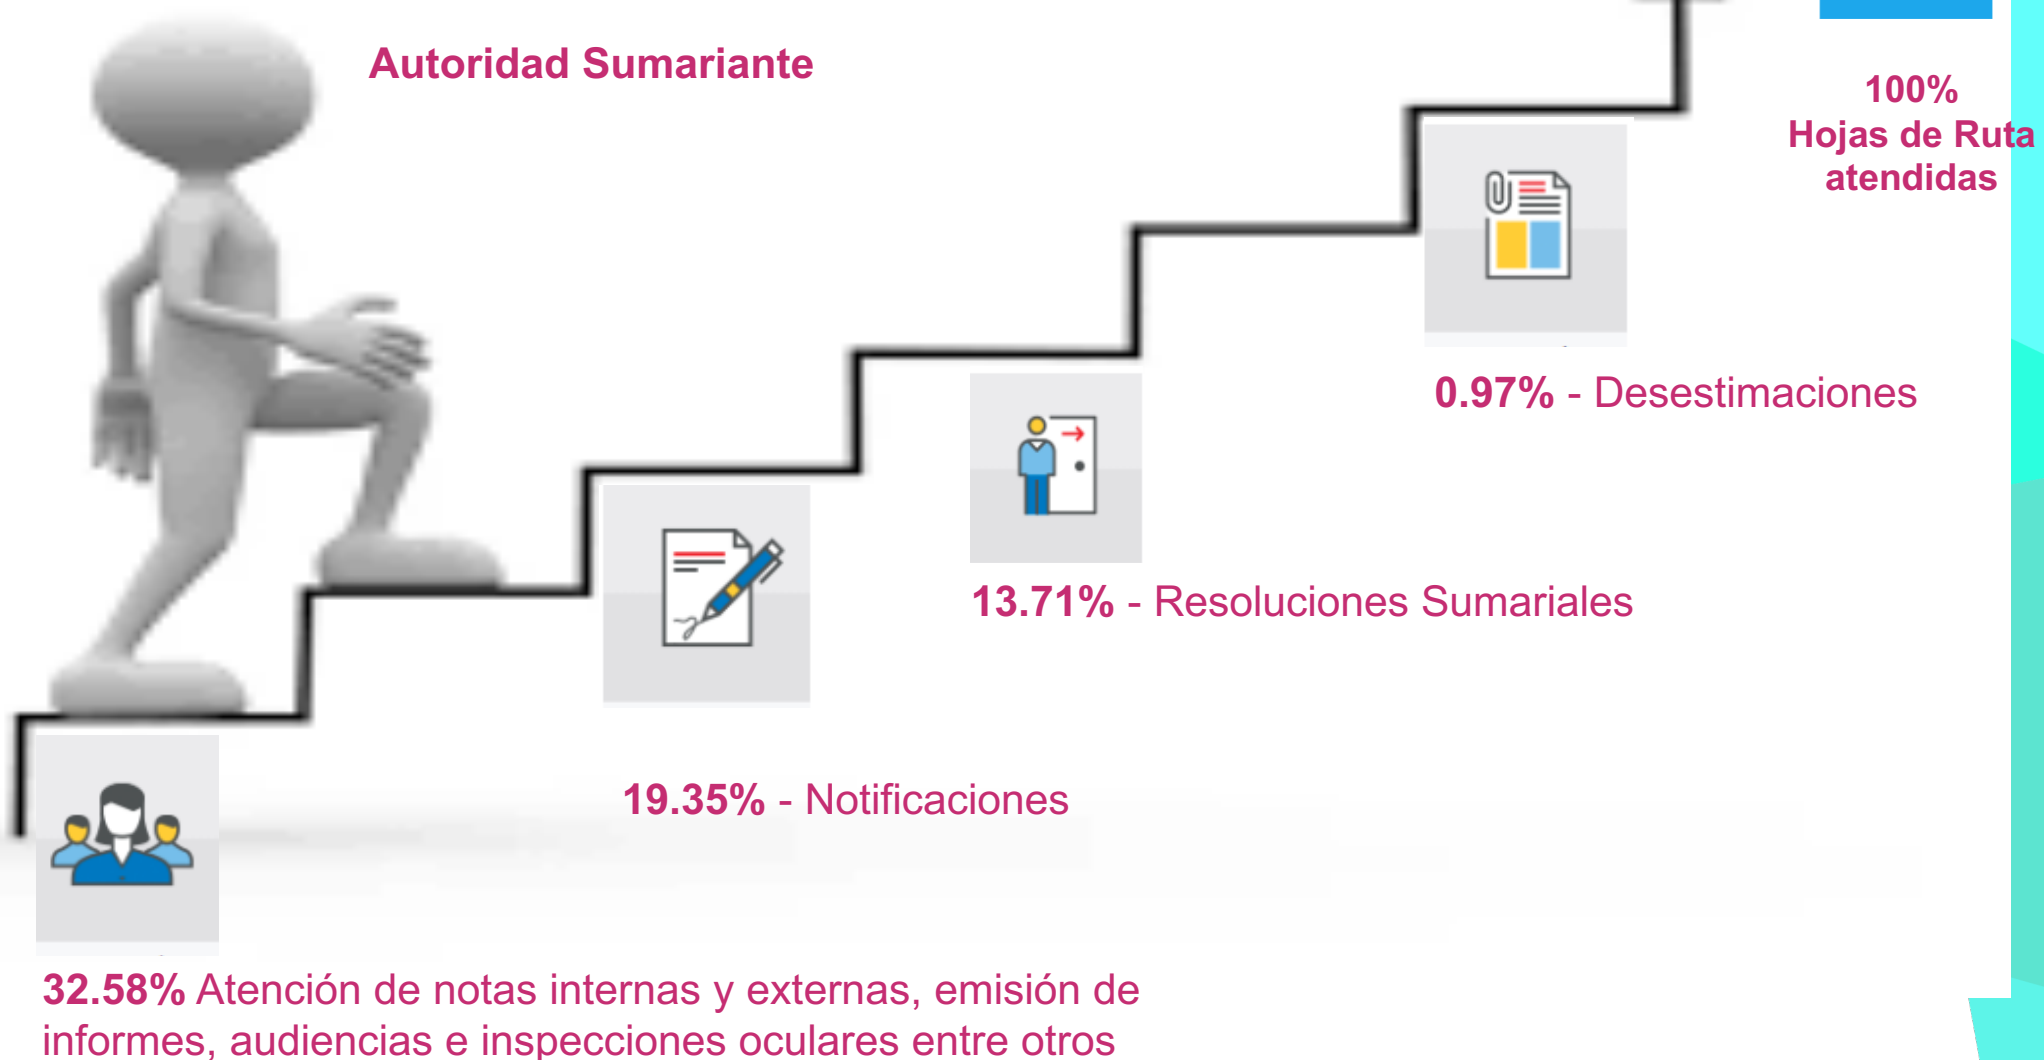 Autoridad Sumariante
100%
Hojas de Ruta
atendidas
0.97% - Desestimaciones
13.71% - Resoluciones Sumariales
19.35% - Notificaciones
32.58% Atención de notas internas y externas, emisión de
informes, audiencias e inspecciones oculares entre otros